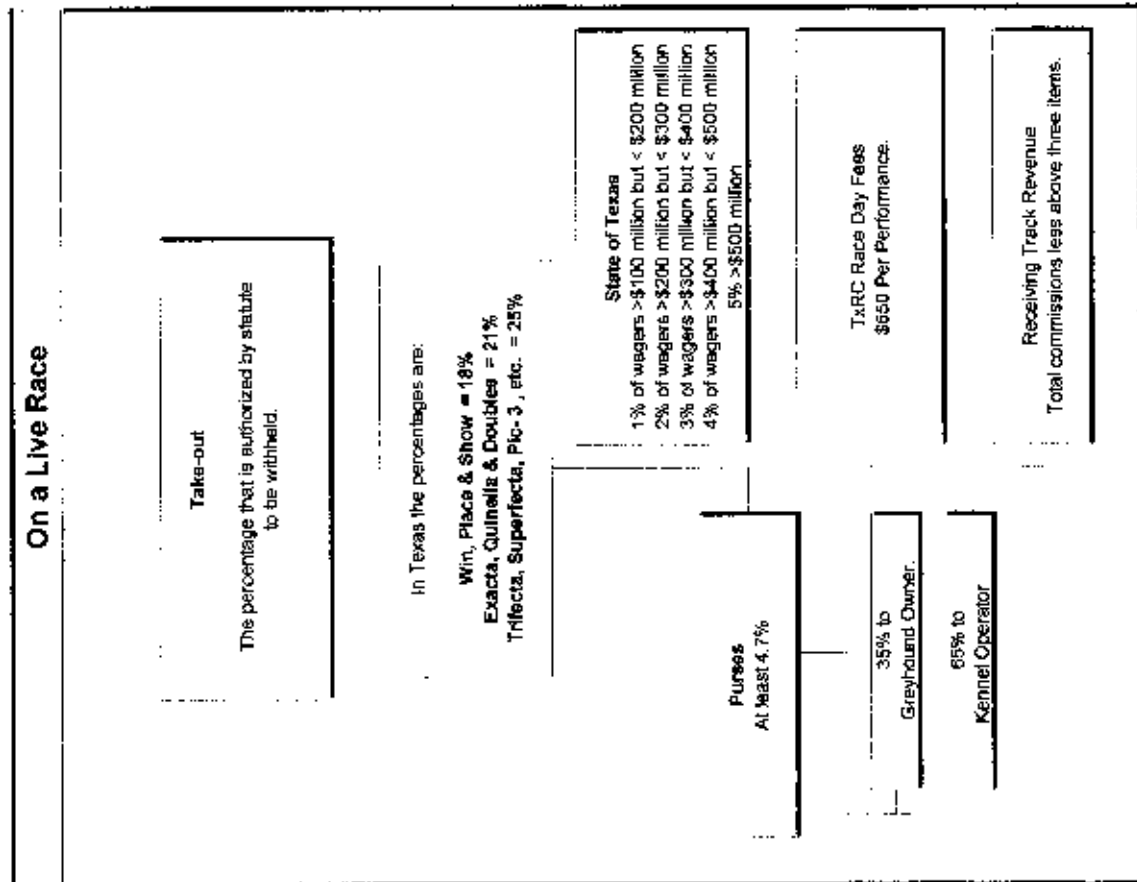 On a Live Race
Take-out
The percentage that is authorized by statute
to be withheld.
In Texas the percentages are:
Win, Place & Show = 18%
Exacta, Quinella & Doubles = 21%
Trifecta, Superfecta, Pic- 3 , etc. = 25%
Purses
At least 4.7%
35% to
Greyhound Owner.
65% to
Kennel Operator
State of Texas
1% of wagers >$100 million but < $200 million
2% of wagers >$200 million but < $300 million
3% of wagers >$300 million but < $400 million
4% of wagers >$400 million but < $500 million
5% >$500 million
TxRC Race Day Fees
$650 Per Performance.
Receiving Track Revenue
Total commissions less above three items.